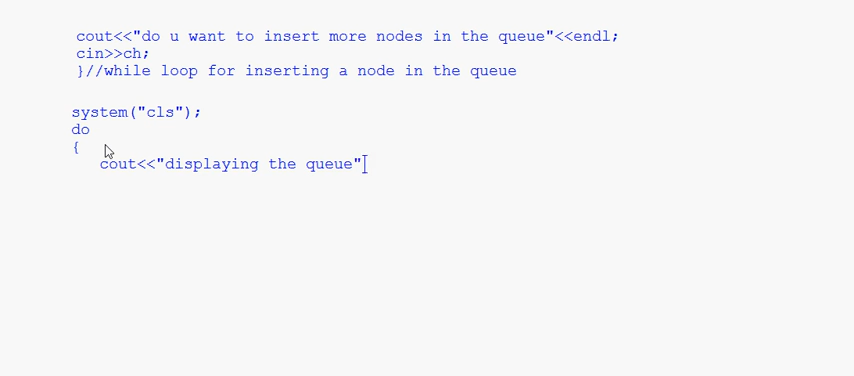 cout<<"do u want to insert more nodes in the queue"<<endl;
cin>>ch;
}//while loop for inserting a node in the queue
system("cls");
do
{
cout<<"displaying the queue"